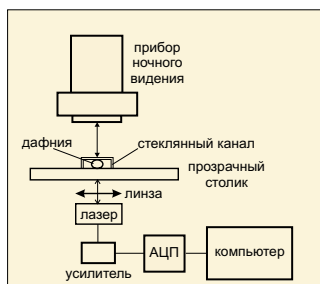 прибор
ночного
видения
дафния
стеклянный канал
прозрачный
столик
линза
лазер
усилитель
АЦП
компьютер